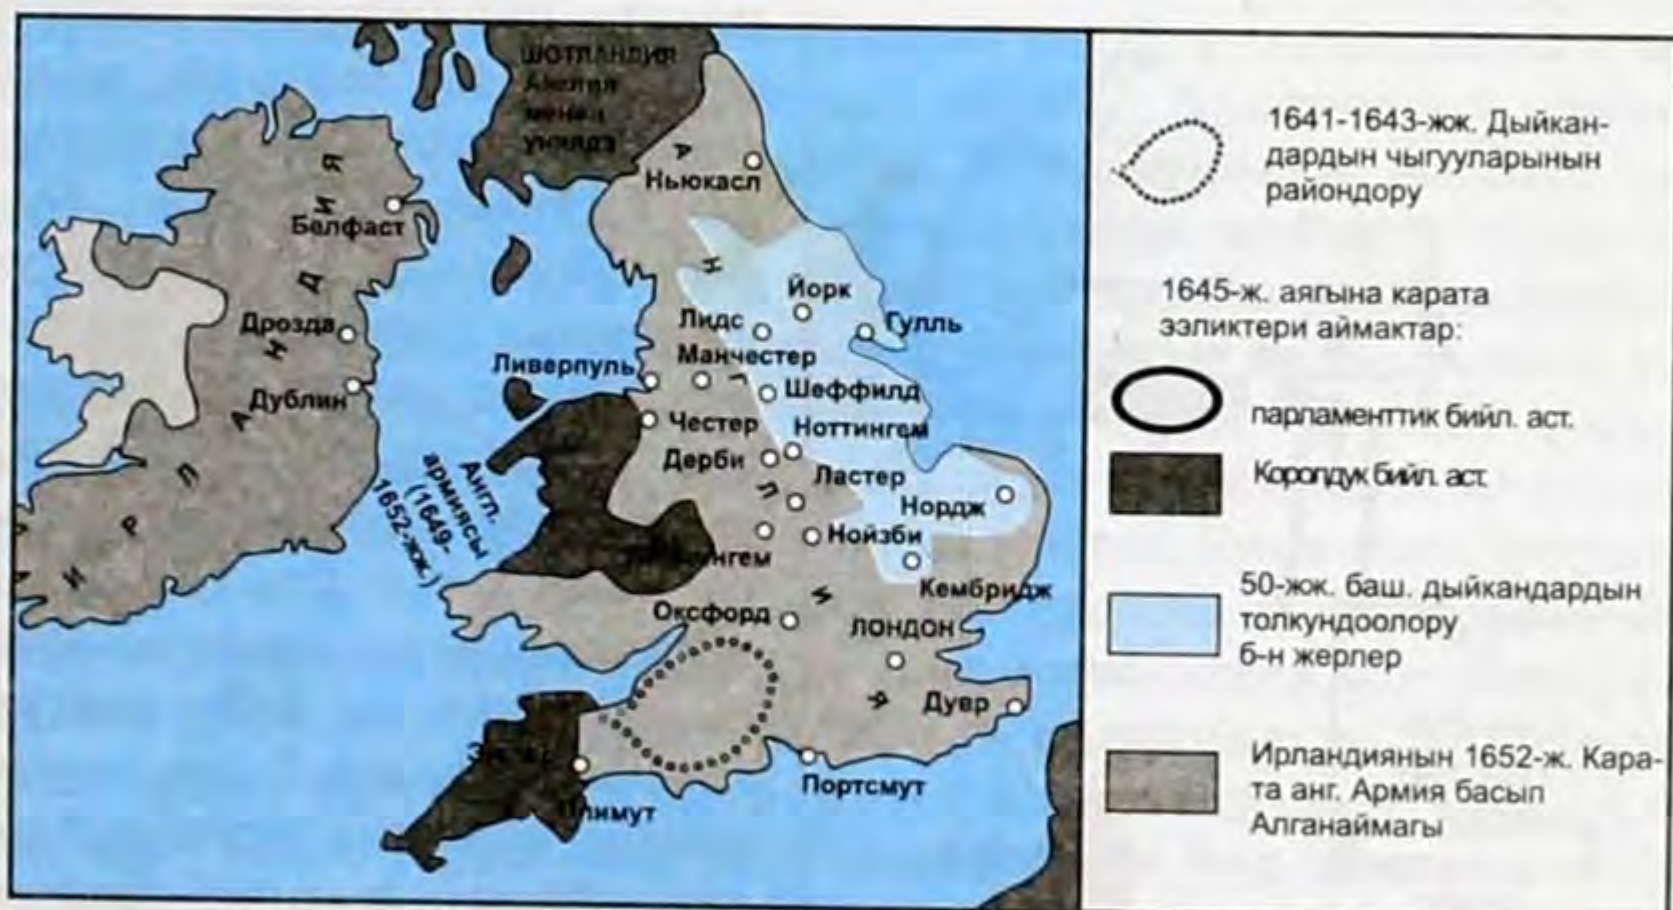 ШОТЛАНДИЯ
Англия
менен
Ньюкасл
Белфаст
Йорк
Лидс
Гулль
Дрозда
Манчестер
Ливерпуль
Шеффилд
Дублин
Честер
Ноттингем
Дерби
Ластер
Нордж
Англ.
армиясы
(1649-
1652-жж.)
Нойзби
Кембридж
Оксфорд
ЛОНДОН
Дувр
Портсмут
Плимут
ИРЛАНДИЯ
АНГЛИЯ
1641-1643-жж. Дыйкан-
дардын чыгууларынын
райондору
1645-ж. аягына карата
ээликтери аймактар:
парламенттик бийл. аст.
Королдук бийл. аст.
50-жж. баш. дыйкандардын
толкундоолору
б-н жерлер
Ирландиянын 1652-ж. Кара-
та анг. Армия басып
Алганаймагы